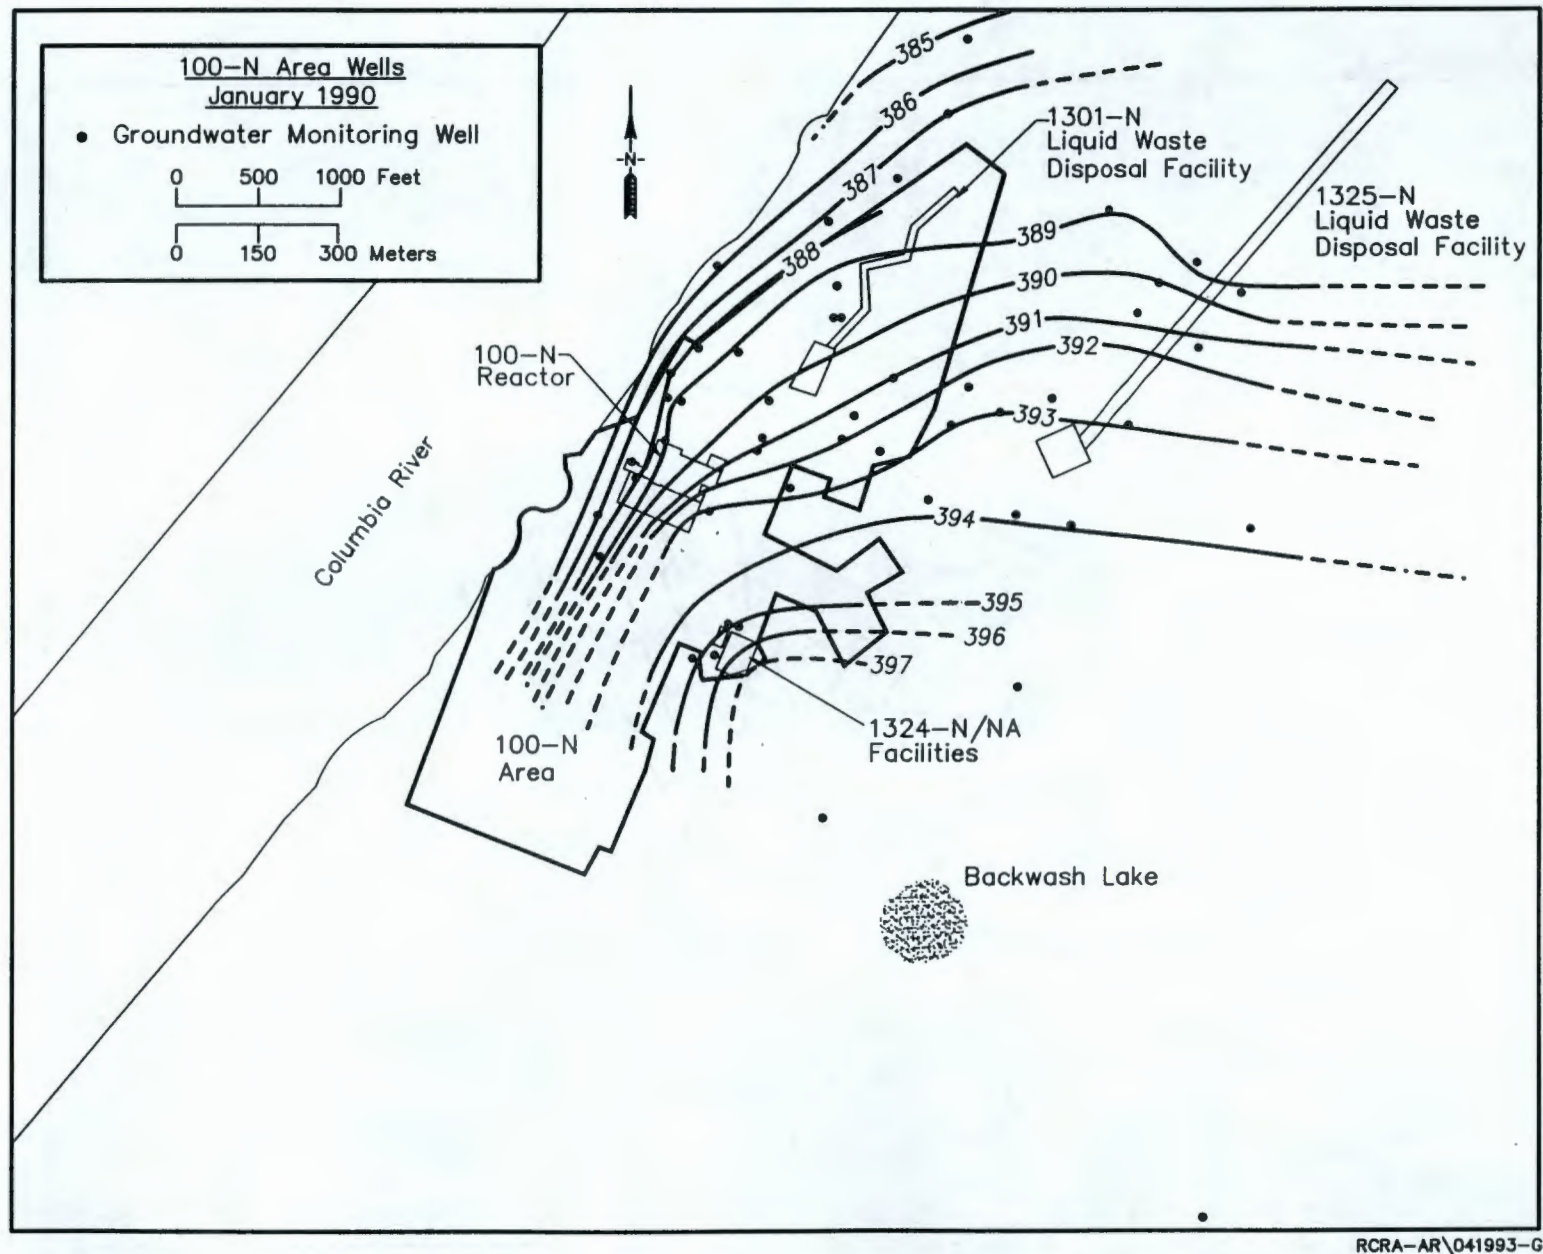 100-N Area Wells
January 1990
• Groundwater Monitoring Well
0 500 1000 Feet
0 150 300 Meters
-N-
385
386
387
388
389
390
391
392
393
394
395
396
397
1301-N
Liquid Waste
Disposal Facility
1325-N
Liquid Waste
Disposal Facility
100-N
Reactor
Columbia River
100-N
Area
1324-N/NA
Facilities
Backwash Lake
RCRA-AR\041993-G